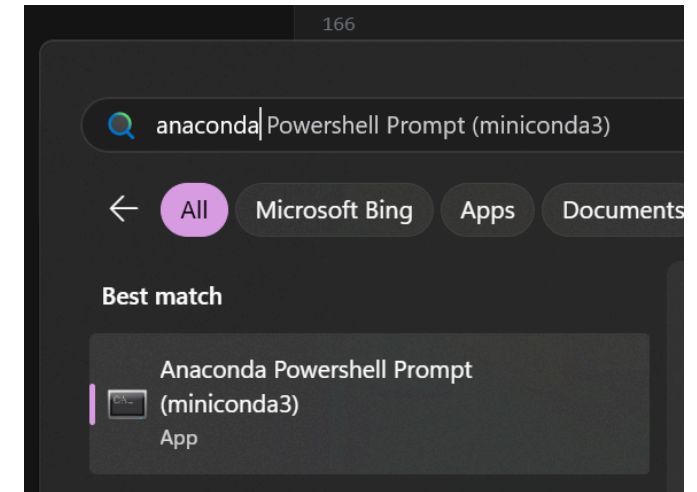 166
anaconda Powershell Prompt (miniconda3)
All Microsoft Bing Apps Documents
Best match
Anaconda Powershell Prompt
(miniconda3)
App